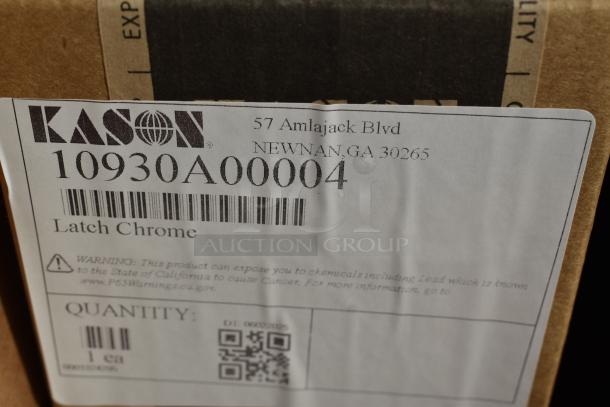 EXP
LITY
KASON
57 Amlajack Blvd
NEWNAN,GA 30265
10930A00004
Latch Chrome
AUCTION GROUP
WARNING: This product can expose you to chemicals including Lead which is known
to the State of California to cause Cancer. For more information, go to
www.P65Warnings.ca.gov.
QUANTITY:
1 ea